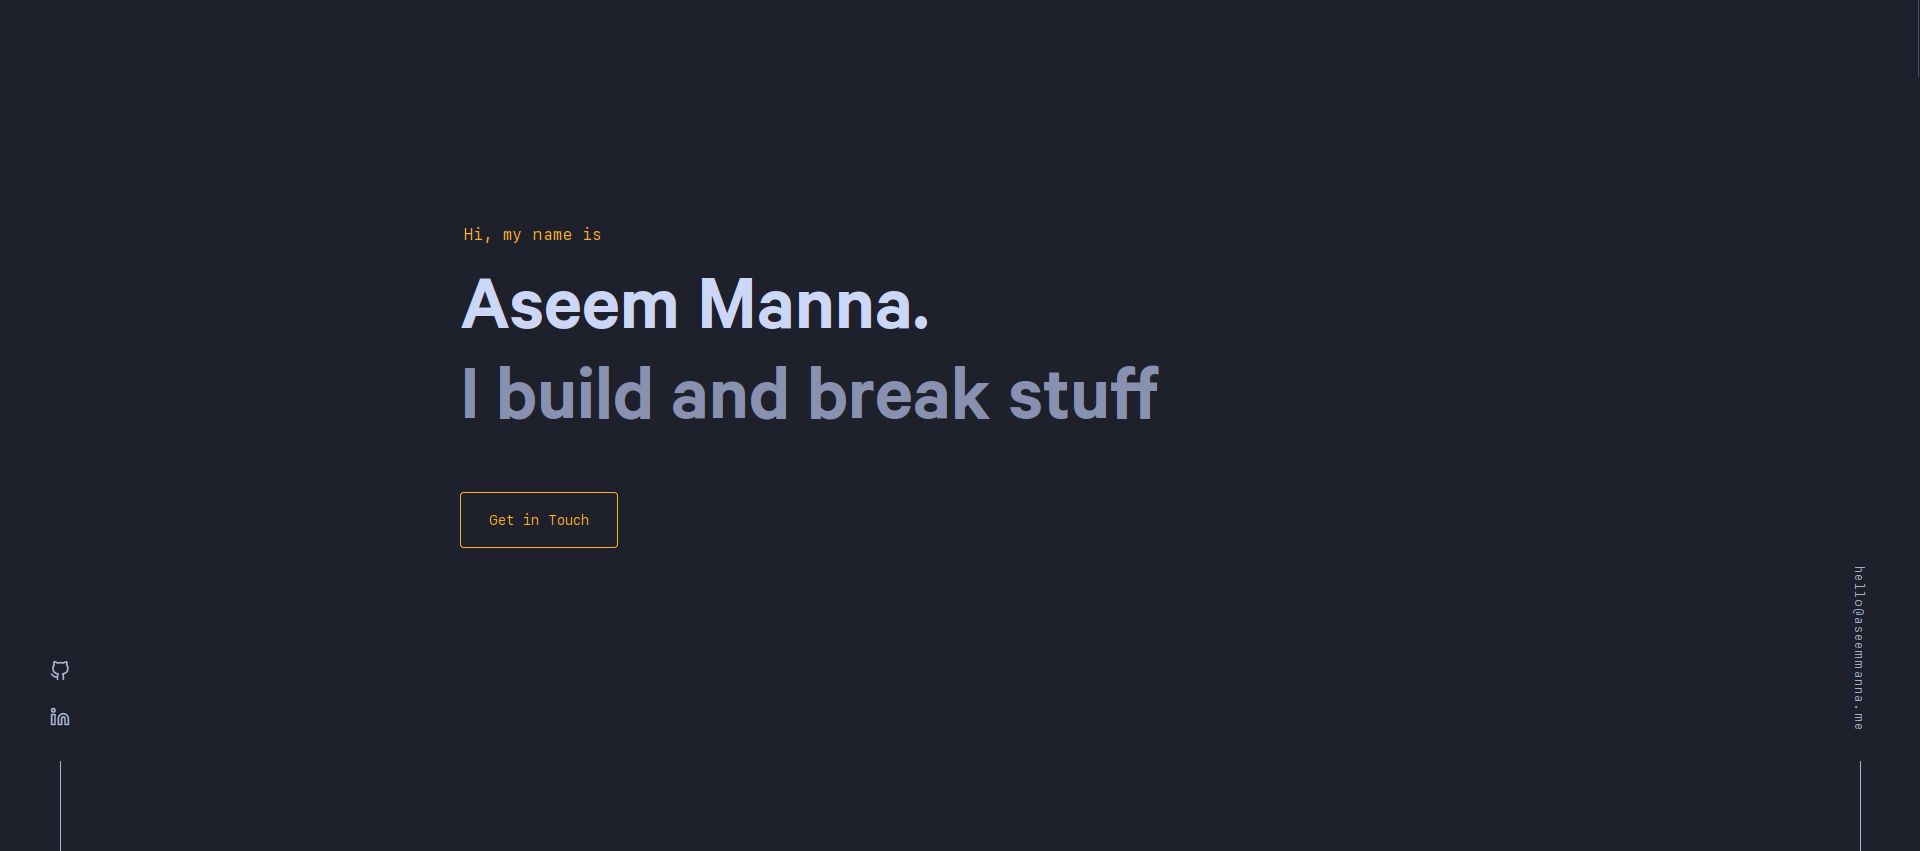 Hi, my name is
Aseem Manna.
I build and break stuff
Get in Touch
hello@aseemmanna.me